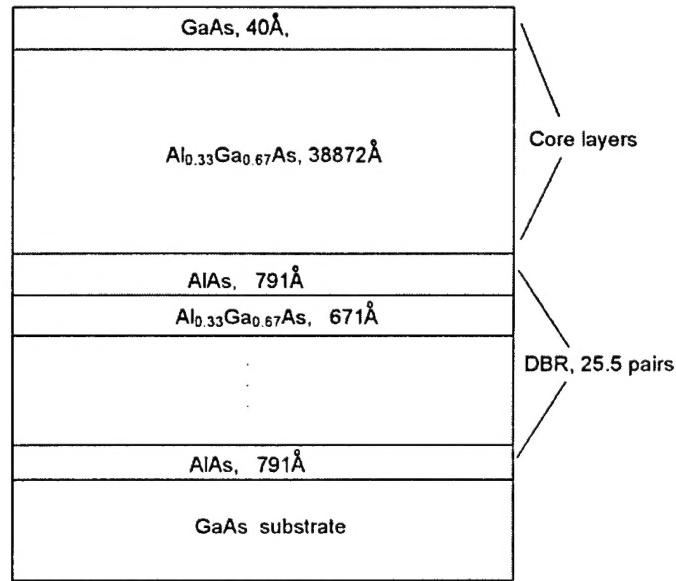 GaAs, 40Å,
Al₀.₃₃Ga₀.₆₇As, 38872Å
Core layers
AlAs, 791Å
Al₀.₃₃Ga₀.₆₇As, 671Å
DBR, 25.5 pairs
AlAs, 791Å
GaAs substrate